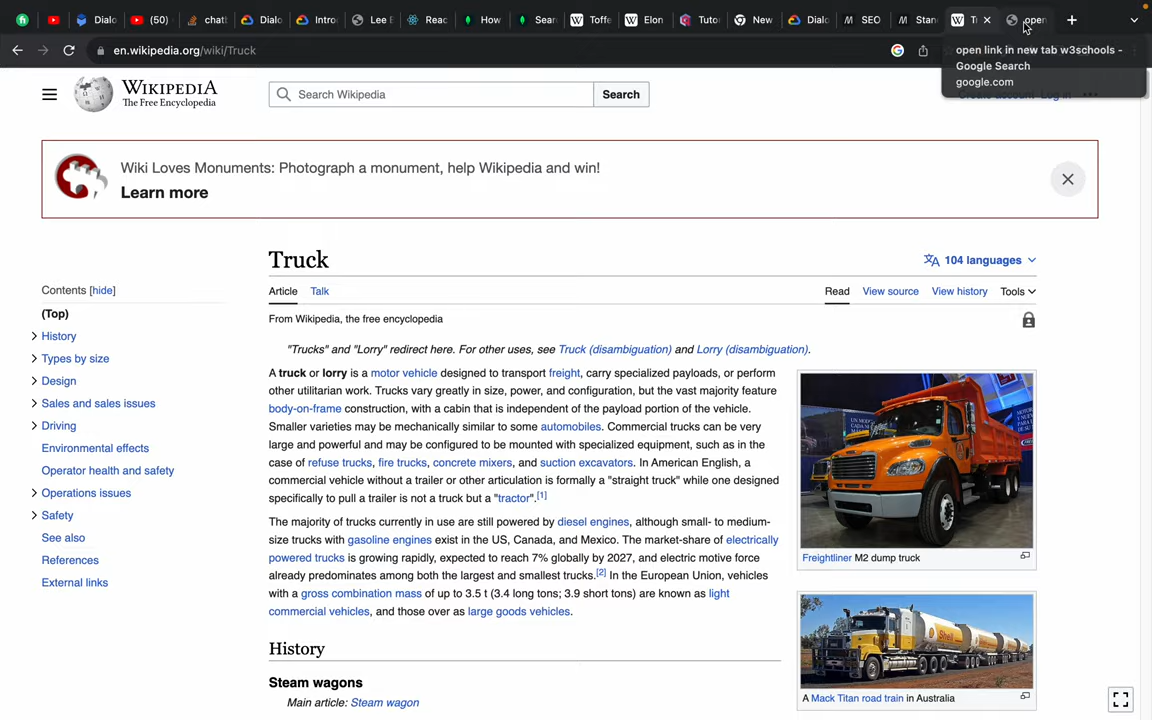 Dialo
(50)
chatt
Dialo
Intro
Lee E
Reac
How
Sear
Toffe
Elon
Tutor
New
Dialo
SEO
Stan
open
en.wikipedia.org/wiki/Truck
open link in new tab w3schools -
Google Search
google.com
WIKIPEDIA
The Free Encyclopedia
Search Wikipedia
Search
Create account Log in
Wiki Loves Monuments: Photograph a monument, help Wikipedia and win!
Learn more
Truck
104 languages
Contents [hide]
(Top)
History
Types by size
Design
Sales and sales issues
Driving
Environmental effects
Operator health and safety
Operations issues
Safety
See also
References
External links
Article Talk
Read View source View history Tools
From Wikipedia, the free encyclopedia
"Trucks" and "Lorry" redirect here. For other uses, see Truck (disambiguation) and Lorry (disambiguation).
A truck or lorry is a motor vehicle designed to transport freight, carry specialized payloads, or perform
other utilitarian work. Trucks vary greatly in size, power, and configuration, but the vast majority feature
body-on-frame construction, with a cabin that is independent of the payload portion of the vehicle.
Smaller varieties may be mechanically similar to some automobiles. Commercial trucks can be very
large and powerful and may be configured to be mounted with specialized equipment, such as in the
case of refuse trucks, fire trucks, concrete mixers, and suction excavators. In American English, a
commercial vehicle without a trailer or other articulation is formally a "straight truck" while one designed
specifically to pull a trailer is not a truck but a "tractor".[1]
The majority of trucks currently in use are still powered by diesel engines, although small- to medium-
size trucks with gasoline engines exist in the US, Canada, and Mexico. The market-share of electrically
powered trucks is growing rapidly, expected to reach 7% globally by 2027, and electric motive force
already predominates among both the largest and smallest trucks.[2] In the European Union, vehicles
with a gross combination mass of up to 3.5 t (3.4 long tons; 3.9 short tons) are known as light
commercial vehicles, and those over as large goods vehicles.
History
Steam wagons
Main article: Steam wagon
Freightliner M2 dump truck
Shell
A Mack Titan road train in Australia